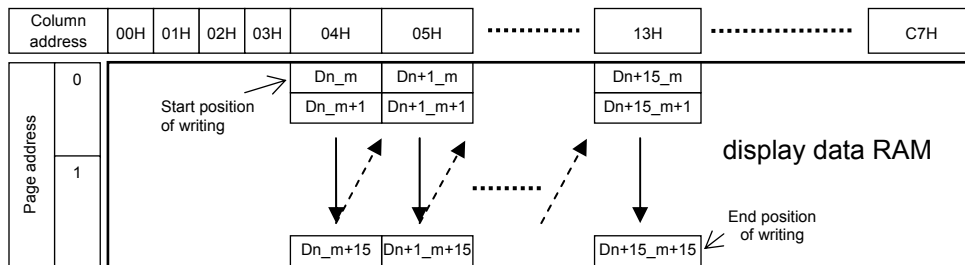 Column address 00H 01H 02H 03H 04H 05H 13H C7H
Page address
0
1
Start position of writing
Dn_m Dn+1_m Dn+15_m
Dn_m+1 Dn+1_m+1 Dn+15_m+1
display data RAM
End position of writing
Dn_m+15 Dn+1_m+15 Dn+15_m+15